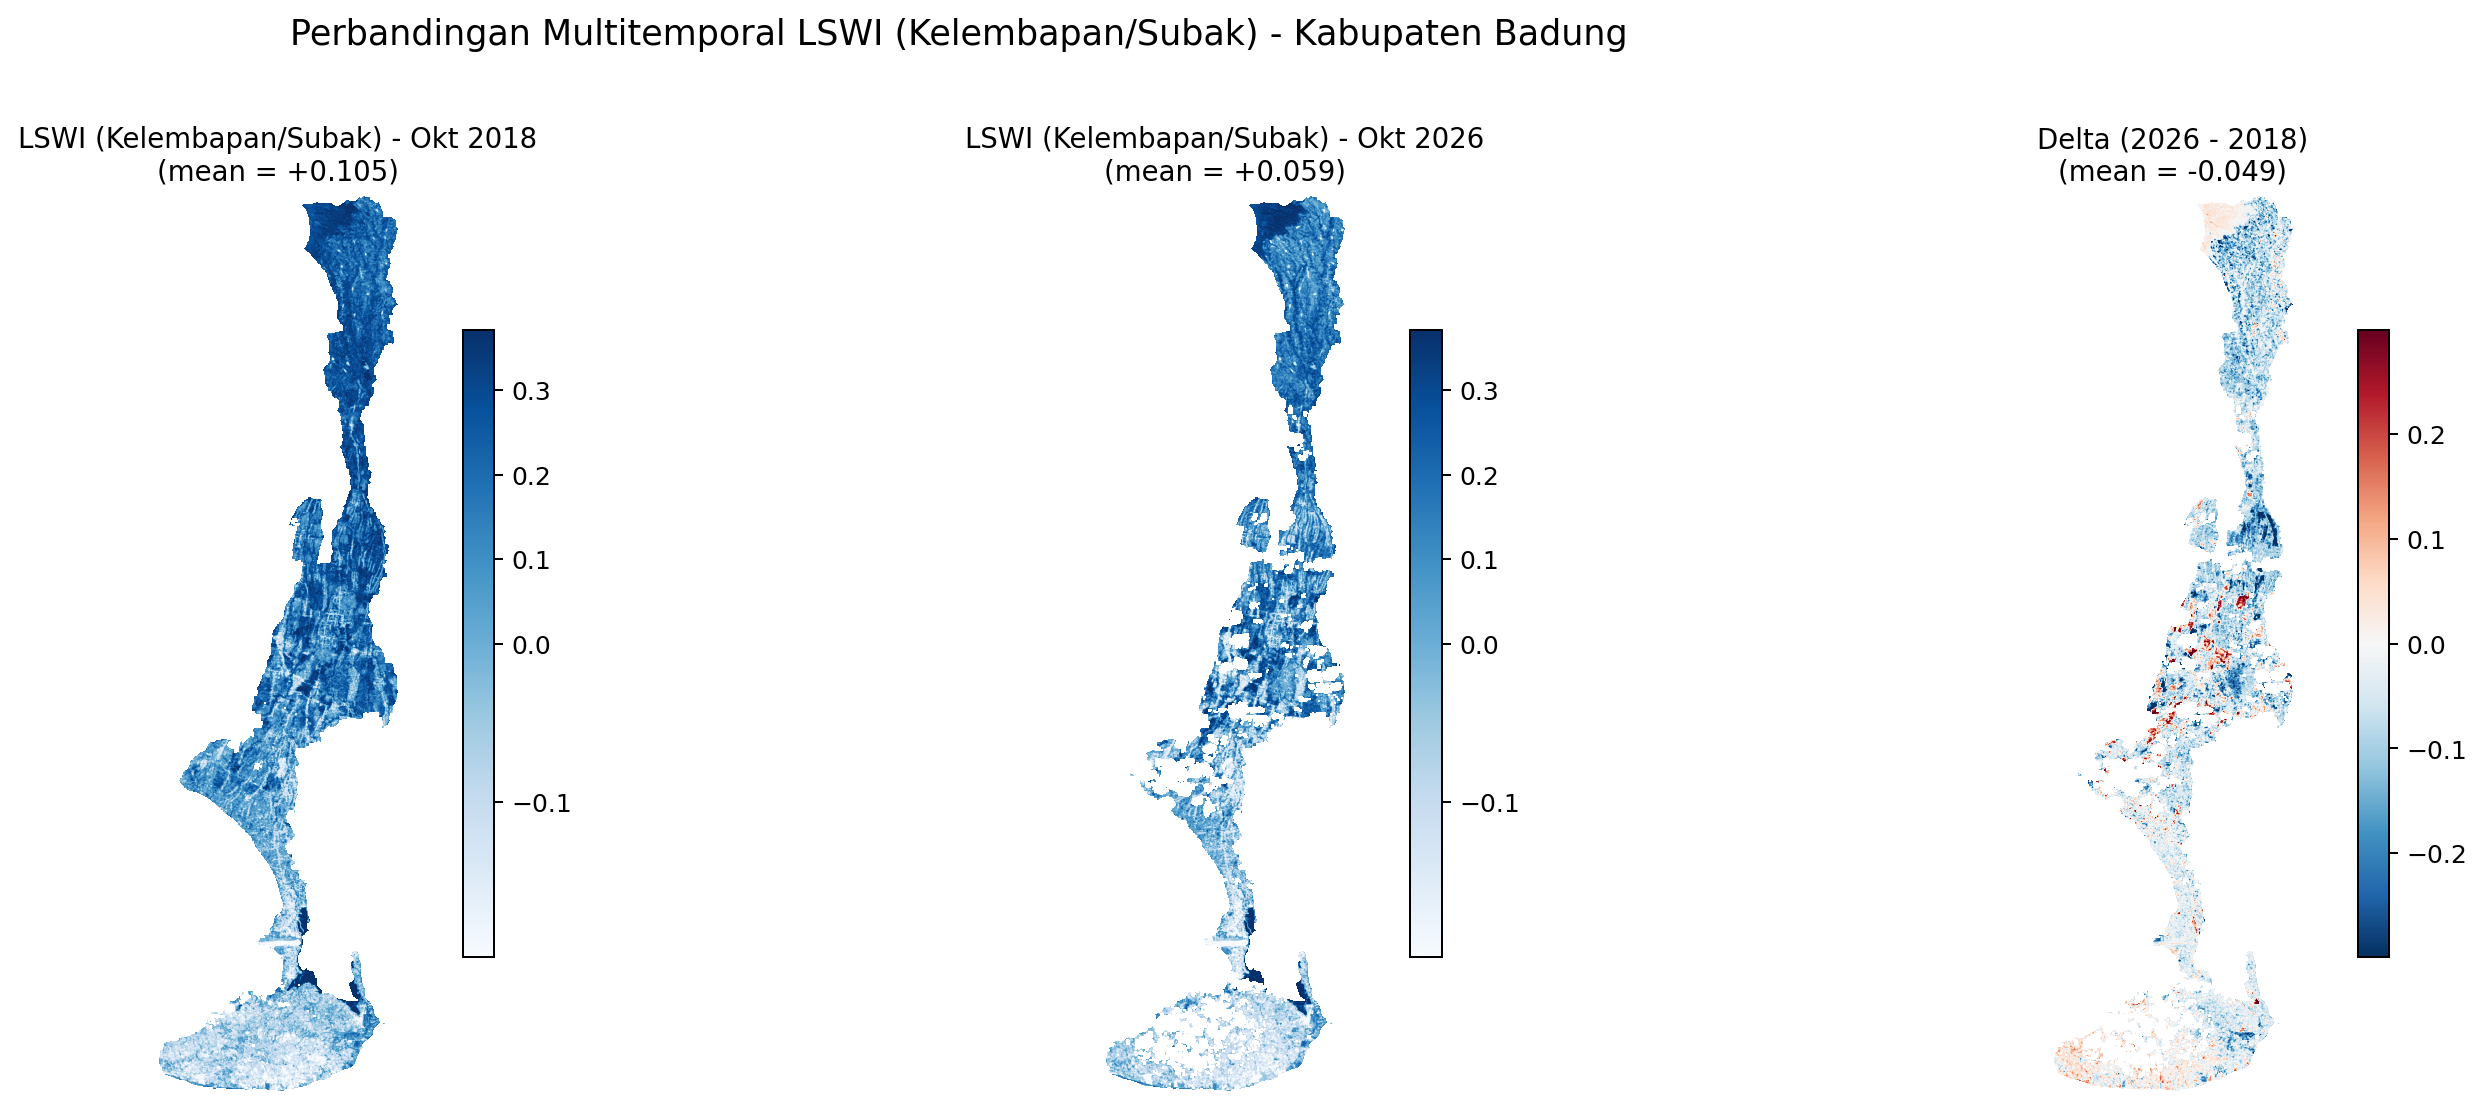 Perbandingan Multitemporal LSWI (Kelembapan/Subak) - Kabupaten Badung
LSWI (Kelembapan/Subak) - Okt 2018
(mean = +0.105)
0.3
0.2
0.1
0.0
−0.1
LSWI (Kelembapan/Subak) - Okt 2026
(mean = +0.059)
0.3
0.2
0.1
0.0
−0.1
Delta (2026 - 2018)
(mean = -0.049)
0.2
0.1
0.0
−0.1
−0.2